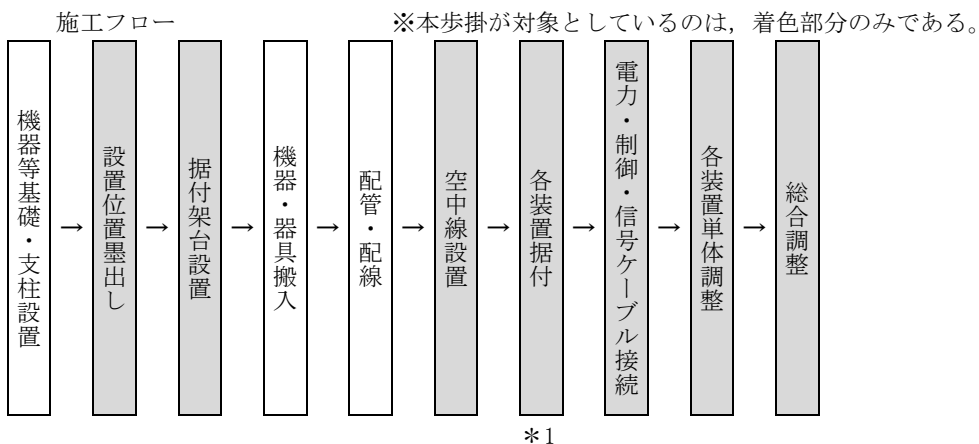 施工フロー
※本歩掛が対象としているのは，着色部分のみである。
機器等基礎・支柱設置
→
設置位置墨出し
→
据付架台設置
→
機器・器具搬入
→
配管・配線
→
空中線設置
→
各装置据付
→
電力・制御・信号ケーブル接続
→
各装置単体調整
→
総合調整
＊1